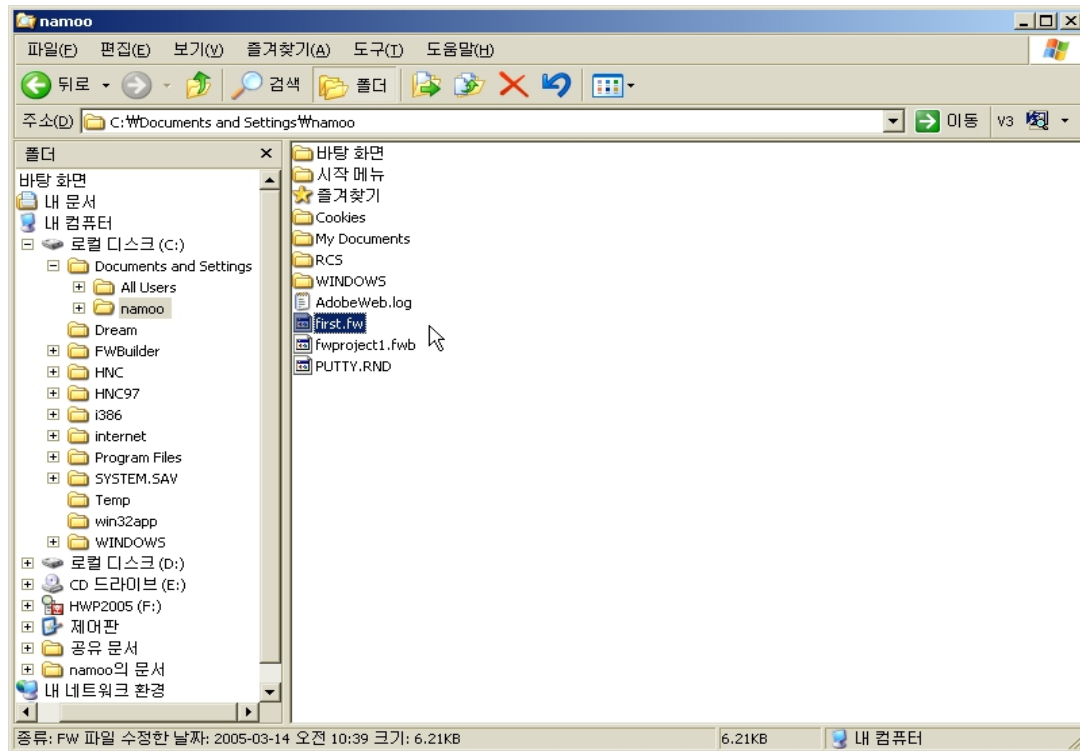 namoo
파일(F) 편집(E) 보기(V) 즐겨찾기(A) 도구(T) 도움말(H)
뒤로 검색 폴더
주소(D) C:₩Documents and Settings₩namoo 이동 V3
폴더
바탕 화면
내 문서
내 컴퓨터
로컬 디스크 (C:)
Documents and Settings
All Users
namoo
Dream
FWBuilder
HNC
HNC97
i386
internet
Program Files
SYSTEM.SAV
Temp
win32app
WINDOWS
로컬 디스크 (D:)
CD 드라이브 (E:)
HWP2005 (F:)
제어판
공유 문서
namoo의 문서
내 네트워크 환경
바탕 화면
시작 메뉴
즐겨찾기
Cookies
My Documents
RCS
WINDOWS
AdobeWeb.log
first.fw
fwproject1.fwb
PUTTY.RND
종류: FW 파일 수정한 날짜: 2005-03-14 오전 10:39 크기: 6.21KB 6.21KB 내 컴퓨터